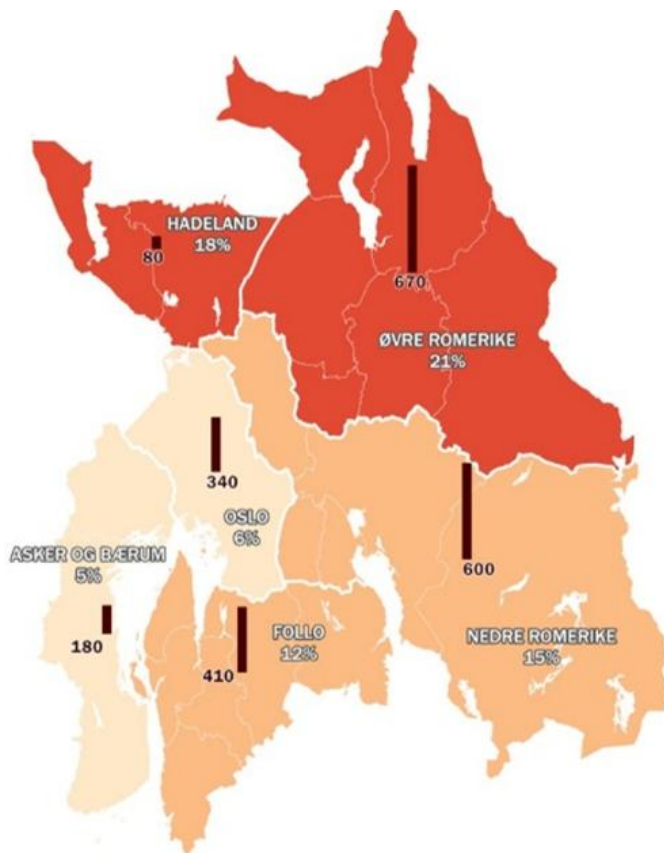 HADELAND
18%
80
670
ØVRE ROMERIKE
21%
340
OSLO
6%
600
ASKER OG BÆRUM
5%
180
410
FOLLO
12%
NEDRE ROMERIKE
15%